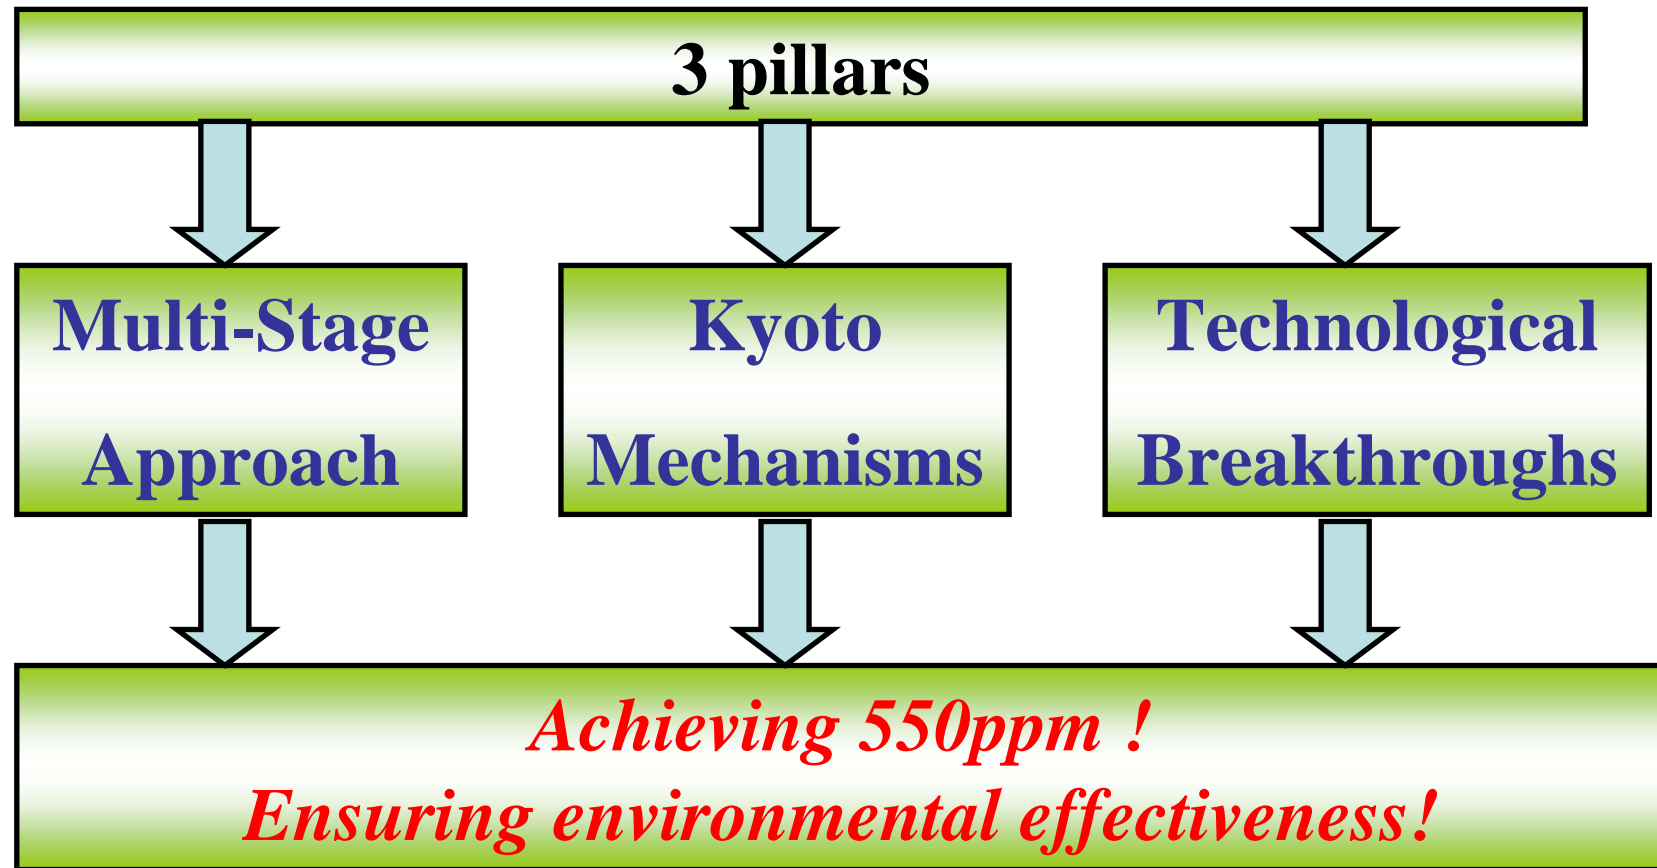 3 pillars
Multi-Stage
Approach
Kyoto
Mechanisms
Technological
Breakthroughs
Achieving 550ppm !
Ensuring environmental effectiveness!